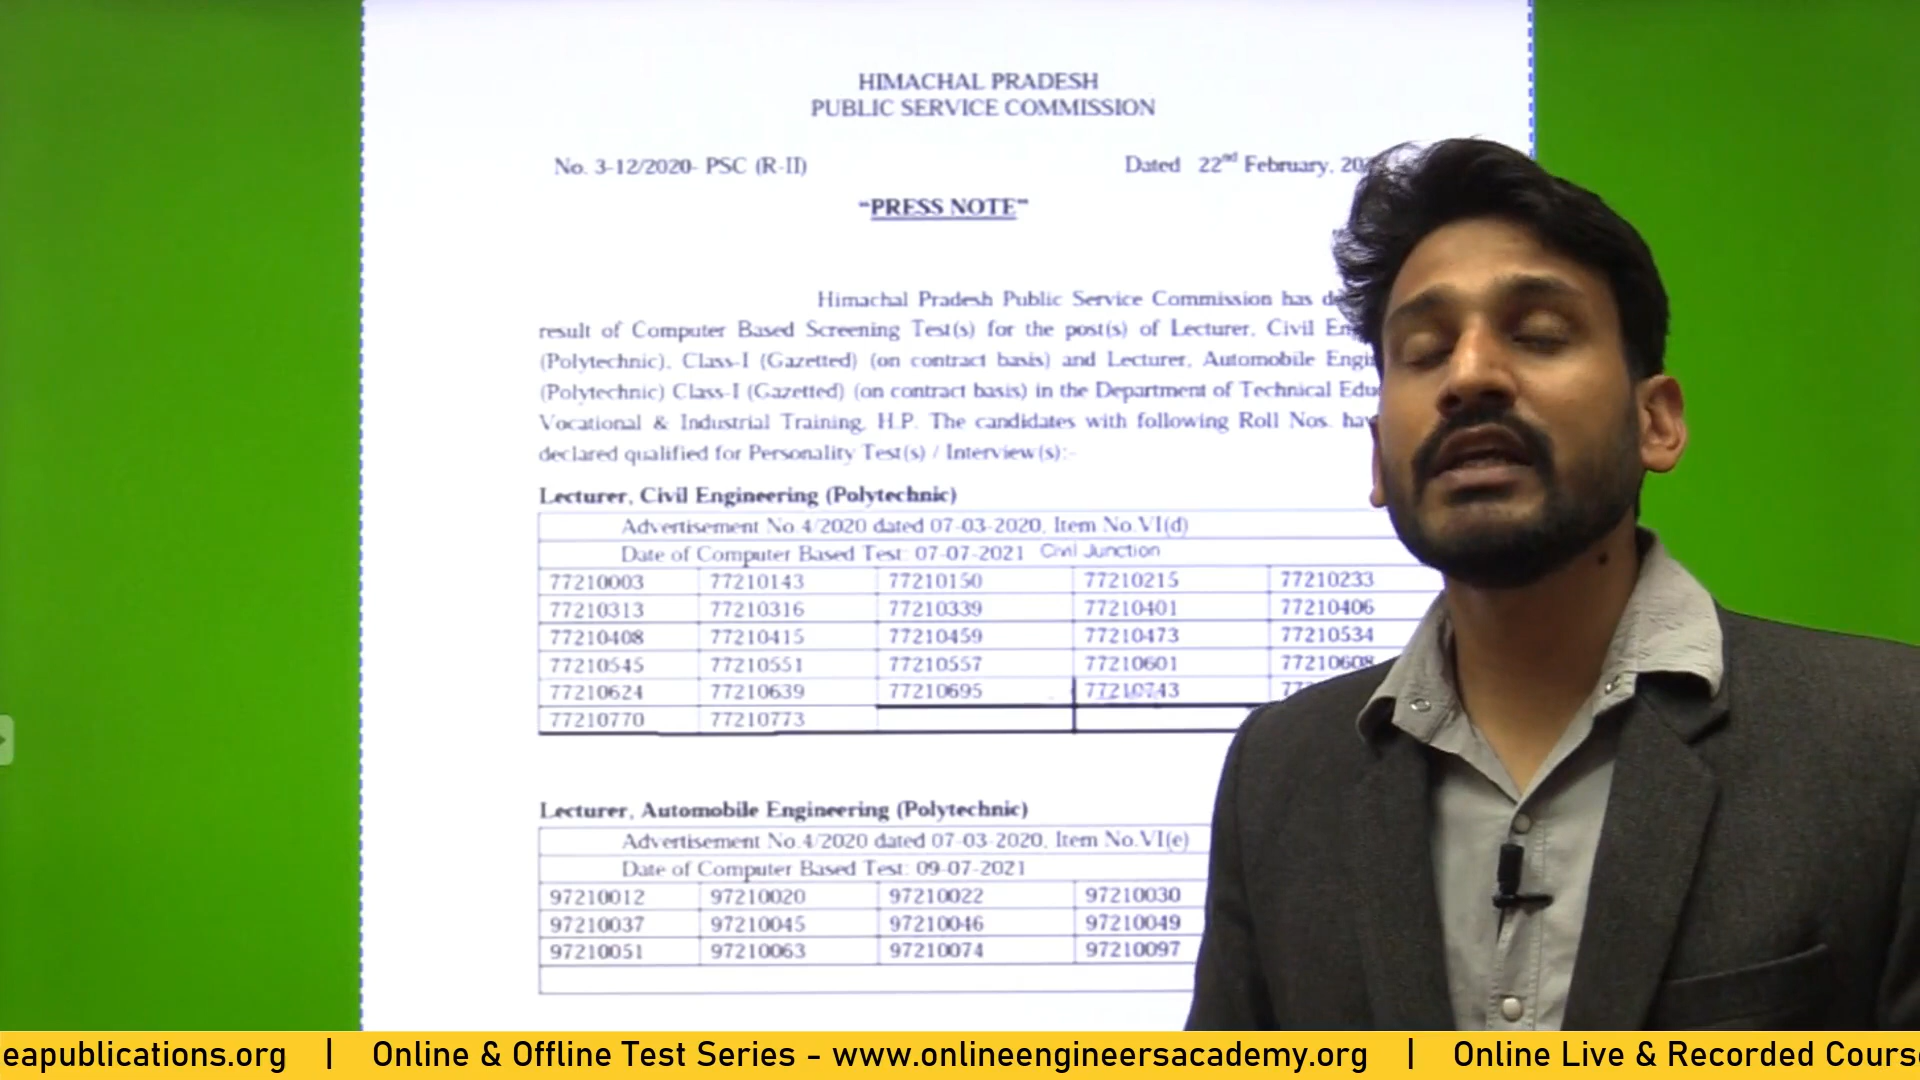 HIMACHAL PRADESH
PUBLIC SERVICE COMMISSION
No. 3-12/2020- PSC (R-II) Dated 22nd February,
"PRESS NOTE"
Himachal Pradesh Public Service Commission has
result of Computer Based Screening Test(s) for the post(s) of Lecturer, Civil
(Polytechnic), Class-I (Gazetted) (on contract basis) and Lecturer, Automobile
(Polytechnic) Class-I (Gazetted) (on contract basis) in the Department of Technical
Vocational & Industrial Training, H.P. The candidates with following Roll Nos.
declared qualified for Personality Test(s) / Interview(s):-
Lecturer, Civil Engineering (Polytechnic)
Advertisement No.4/2020 dated 07-03-2020, Item No.VI(d)
Date of Computer Based Test: 07-07-2021 Civil Junction
77210003 77210143 77210150 77210215 77210233
77210313 77210316 77210339 77210401 77210406
77210408 77210415 77210459 77210473 77210534
77210545 77210551 77210557 77210601 77210608
77210624 77210639 77210695 77210743
77210770 77210773
Lecturer, Automobile Engineering (Polytechnic)
Advertisement No.4/2020 dated 07-03-2020, Item No.VI(e)
Date of Computer Based Test: 09-07-2021
97210012 97210020 97210022 97210030
97210037 97210045 97210046 97210049
97210051 97210063 97210074 97210097
eapublications.org | Online & Offline Test Series - www.onlineengineersacademy.org | Online Live & Recorded